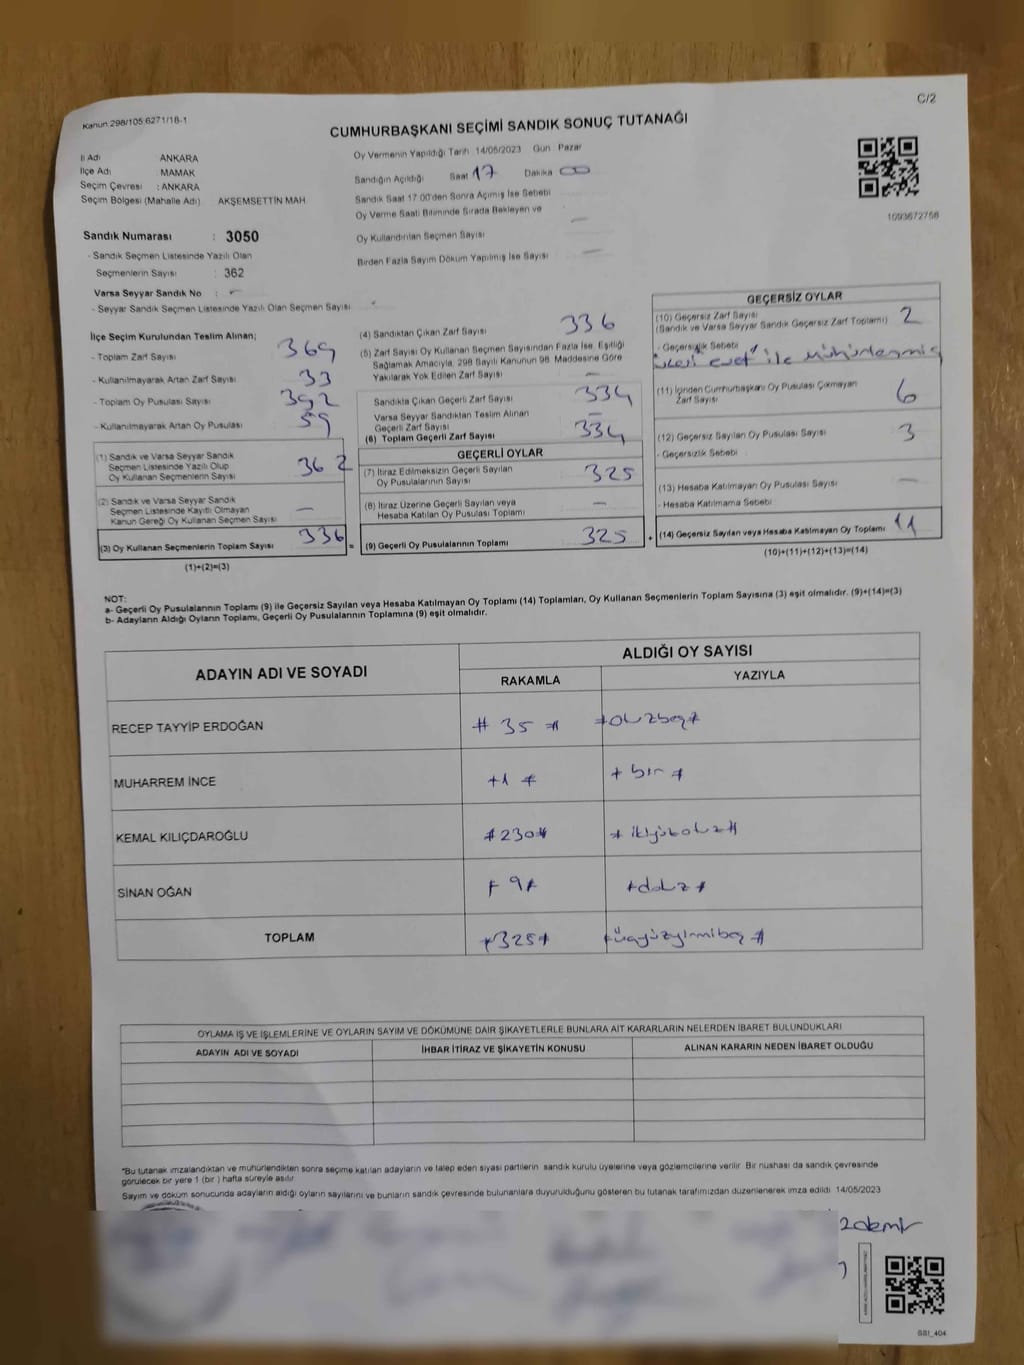 C/2
Kanun 298/105 6271/18-1
CUMHURBAŞKANI SEÇİMİ SANDIK SONUÇ TUTANAĞI
İl Adı ANKARA
İlçe Adı MAMAK
Seçim Çevresi : ANKARA
Seçim Bölgesi (Mahalle Adı) AKŞEMSETTİN MAH
Sandık Numarası : 3050
- Sandık Seçmen Listesinde Yazılı Olan
Seçmenlerin Sayısı : 362
Varsa Seyyar Sandık No : -
- Seyyar Sandık Seçmen Listesinde Yazılı Olan Seçmen Sayısı
Oy Vermenin Yapıldığı Tarih 14/05/2023 Gün Pazar
Sandığın Açıldığı Saat 17 Dakika 00
Sandık Saat 17 00'den Sonra Açımış İse Sebebi
Oy Verme Saati Bitiminde Sırada Bekleyen ve
Oy Kullandırılan Seçmen Sayısı -
Birden Fazla Sayım Döküm Yapılmış İse Sayısı -
1093672758
İlçe Seçim Kurulundan Teslim Alınan;
- Toplam Zarf Sayısı 369
- Kullanılmayarak Artan Zarf Sayısı 33
- Toplam Oy Pusulası Sayısı 392
- Kullanılmayarak Artan Oy Pusulası 59
(1) Sandık ve Varsa Seyyar Sandık
Seçmen Listesinde Yazılı Olup
Oy Kullanan Seçmenlerin Sayısı 362
(2) Sandık ve Varsa Seyyar Sandık
Seçmen Listesinde Kayıtlı Olmayan
Kanun Gereği Oy Kullanan Seçmen Sayısı -
(3) Oy Kullanan Seçmenlerin Toplam Sayısı 336
(1)+(2)=(3)
(4) Sandıktan Çıkan Zarf Sayısı 336
(5) Zarf Sayısı Oy Kullanan Seçmen Sayısından Fazla İse, Eşitliği
Sağlamak Amacıyla, 298 Sayılı Kanunun 98. Maddesine Göre
Yakılarak Yok Edilen Zarf Sayısı -
Sandıkta Çıkan Geçerli Zarf Sayısı 334
Varsa Seyyar Sandıktan Teslim Alınan
Geçerli Zarf Sayısı -
(6) Toplam Geçerli Zarf Sayısı 334
GEÇERLİ OYLAR
(7) İtiraz Edilmeksizin Geçerli Sayılan
Oy Pusulalarının Sayısı 325
(8) İtiraz Üzerine Geçerli Sayılan veya
Hesaba Katılan Oy Pusulası Toplamı -
= (9) Geçerli Oy Pusulalarının Toplamı 325
GEÇERSİZ OYLAR
(10) Geçersiz Zarf Sayısı
(Sandık ve Varsa Seyyar Sandık Geçersiz Zarf Toplamı) 2
- Geçersizlik Sebebi
"evet" ile mühürlenmiş
(11) İçinden Cumhurbaşkanı Oy Pusulası Çıkmayan
Zarf Sayısı 6
(12) Geçersiz Sayılan Oy Pusulası Sayısı 3
- Geçersizlik Sebebi
(13) Hesaba Katılmayan Oy Pusulası Sayısı -
- Hesaba Katılmama Sebebi
+ (14) Geçersiz Sayılan veya Hesaba Katılmayan Oy Toplamı 11
(10)+(11)+(12)+(13)=(14)
NOT:
a- Geçerli Oy Pusulalarının Toplamı (9) ile Geçersiz Sayılan veya Hesaba Katılmayan Oy Toplamı (14) Toplamları, Oy Kullanan Seçmenlerin Toplam Sayısına (3) eşit olmalıdır. (9)+(14)=(3)
b- Adayların Aldığı Oyların Toplamı, Geçerli Oy Pusulalarının Toplamına (9) eşit olmalıdır.
ADAYIN ADI VE SOYADI ALDIĞI OY SAYISI
RAKAMLA YAZIYLA
RECEP TAYYİP ERDOĞAN # 35 # #otuzbeş#
MUHARREM İNCE #1 # # bir #
KEMAL KILIÇDAROĞLU #230# # ikiyüzotuz#
SİNAN OĞAN # 9# #dokuz#
TOPLAM #325# #üçyüzyirmibeş #
OYLAMA İŞ VE İŞLEMLERİNE VE OYLARIN SAYIM VE DÖKÜMÜNE DAİR ŞİKAYETLERLE BUNLARA AİT KARARLARIN NELERDEN İBARET BULUNDUKLARI
ADAYIN ADI VE SOYADI İHBAR İTİRAZ VE ŞİKAYETİN KONUSU ALINAN KARARIN NEDEN İBARET OLDUĞU
*Bu tutanak imzalandıktan ve mühürlendikten sonra seçime katılan adayların ve talep eden siyasi partilerin sandık kurulu üyelerine veya gözlemcilerine verilir. Bir nüshası da sandık çevresinde
görülecek bir yere 1 (bir ) hafta süreyle asılır
Sayım ve döküm sonucunda adayların aldığı oyların sayılarını ve bunların sandık çevresinde bulunanlara duyurulduğunu gösteren bu tutanak tarafımızdan düzenlenerek imza edildi 14/05/2023
SS1_404